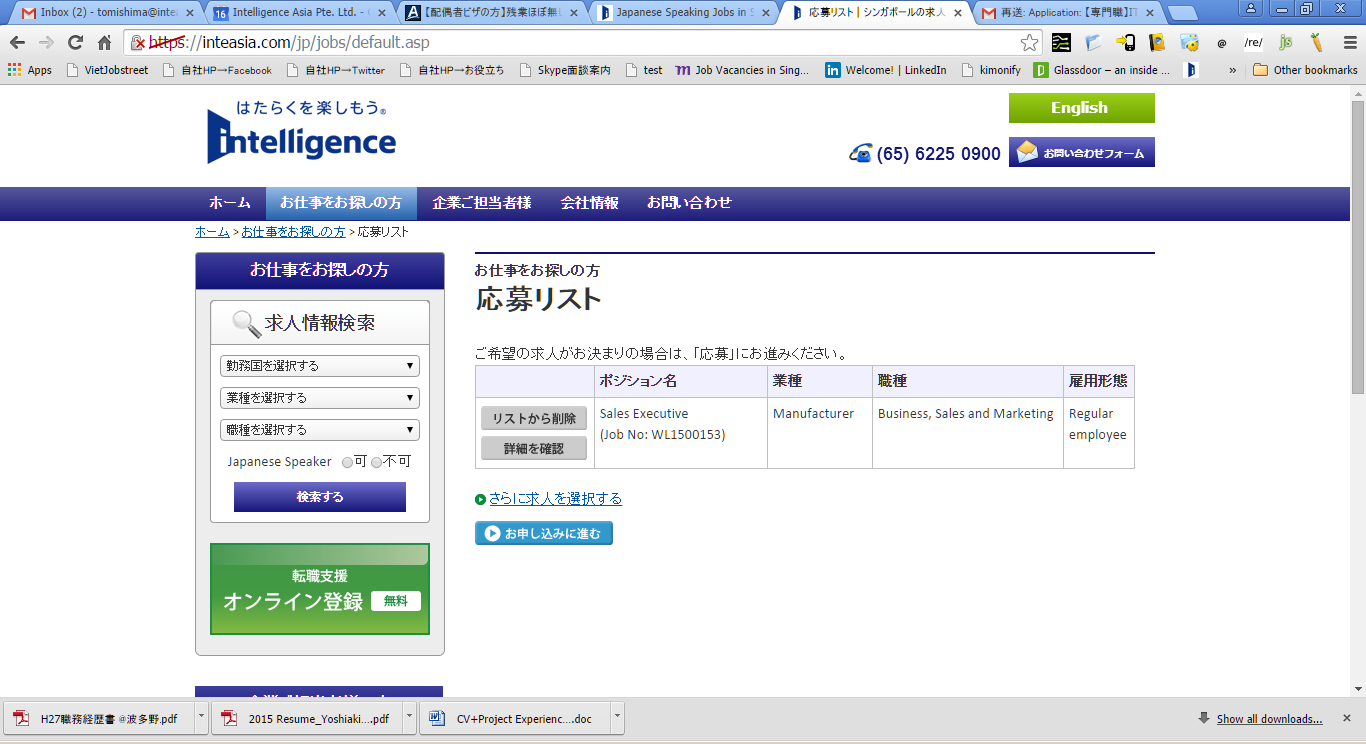 Inbox (2) - tomishima@inte
16 Intelligence Asia Pte. Ltd. -
A 【配偶者ビザの方】残業ほぼ無
Japanese Speaking Jobs in S
応募リスト | シンガポールの求人
再送: Application: 【専門職】IT
https://inteasia.com/jp/jobs/default.asp
@ /re/ js
Apps
VietJobstreet
自社HP→Facebook
自社HP→Twitter
自社HP→お役立ち
Skype面談案内
test
Job Vacancies in Sing...
Welcome! | LinkedIn
kimonify
Glassdoor – an inside ...
»
Other bookmarks
はたらくを楽しもう®
intelligence
English
(65) 6225 0900
お問い合わせフォーム
ホーム お仕事をお探しの方 企業ご担当者様 会社情報 お問い合わせ
ホーム > お仕事をお探しの方 > 応募リスト
お仕事をお探しの方
求人情報検索
勤務国を選択する
業種を選択する
職種を選択する
Japanese Speaker 可 不可
検索する
転職支援
オンライン登録 無料
お仕事をお探しの方
応募リスト
ご希望の求人がお決まりの場合は、「応募」にお進みください。
ポジション名 業種 職種 雇用形態
リストから削除
詳細を確認
Sales Executive
(Job No: WL1500153)
Manufacturer
Business, Sales and Marketing
Regular
employee
さらに求人を選択する
お申し込みに進む
H27職務経歴書 @波多野.pdf
2015 Resume_Yoshiaki....pdf
CV+Project Experienc....doc
Show all downloads...